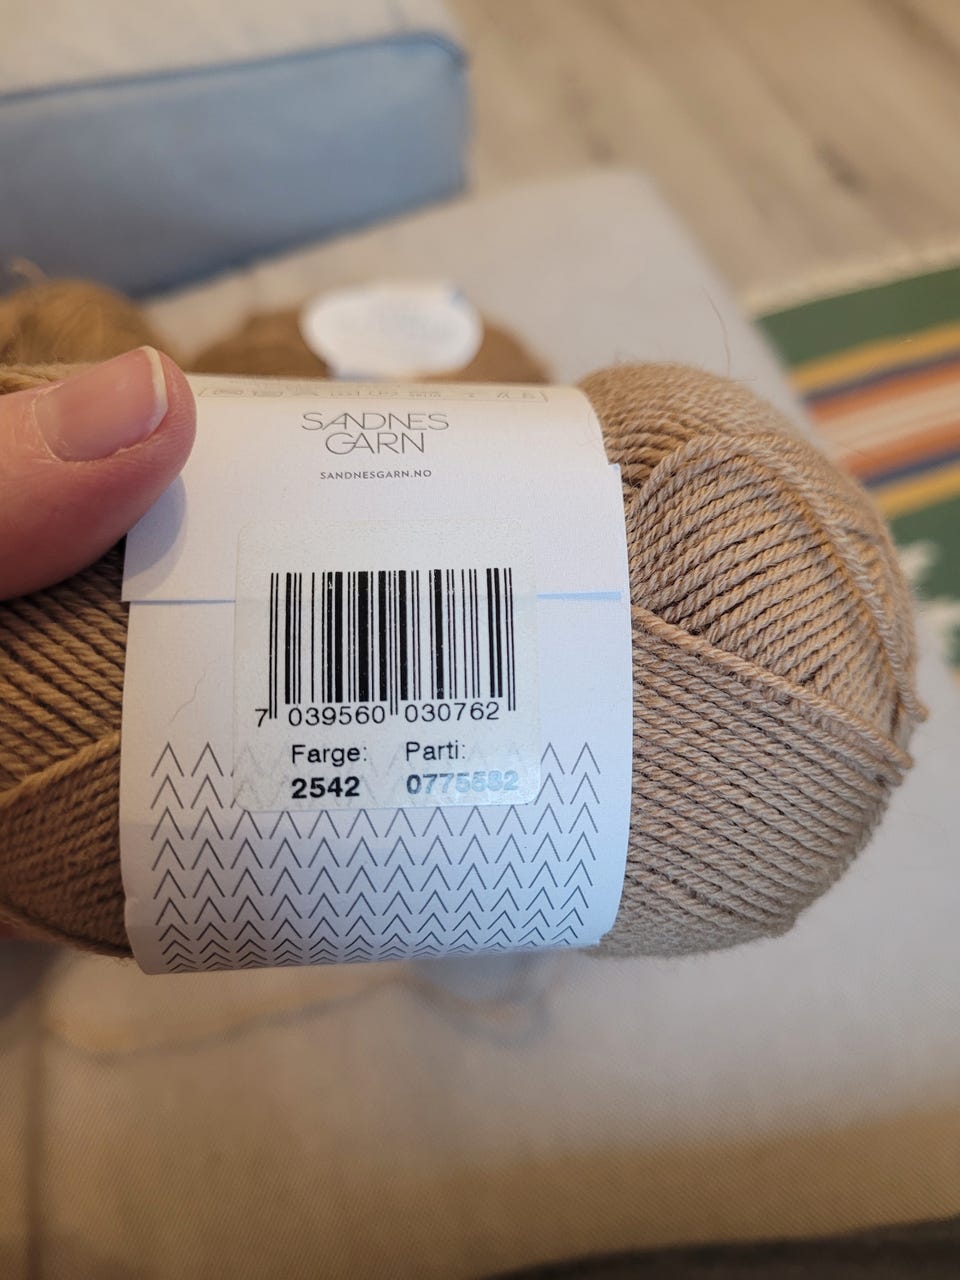 SANDNES
GARN
SANDNESGARN.NO
7 039560 030762
Farge: Parti:
2542 0775582